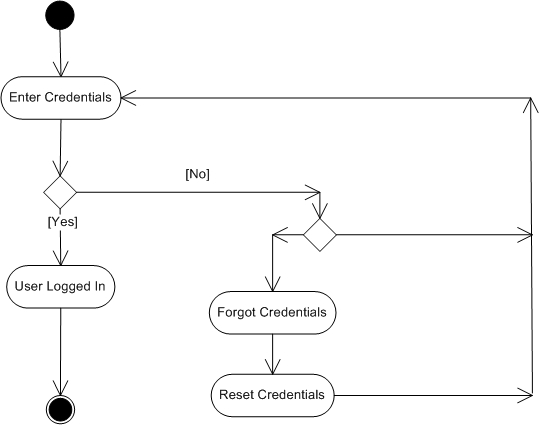 Enter Credentials
[No]
[Yes]
User Logged In
Forgot Credentials
Reset Credentials